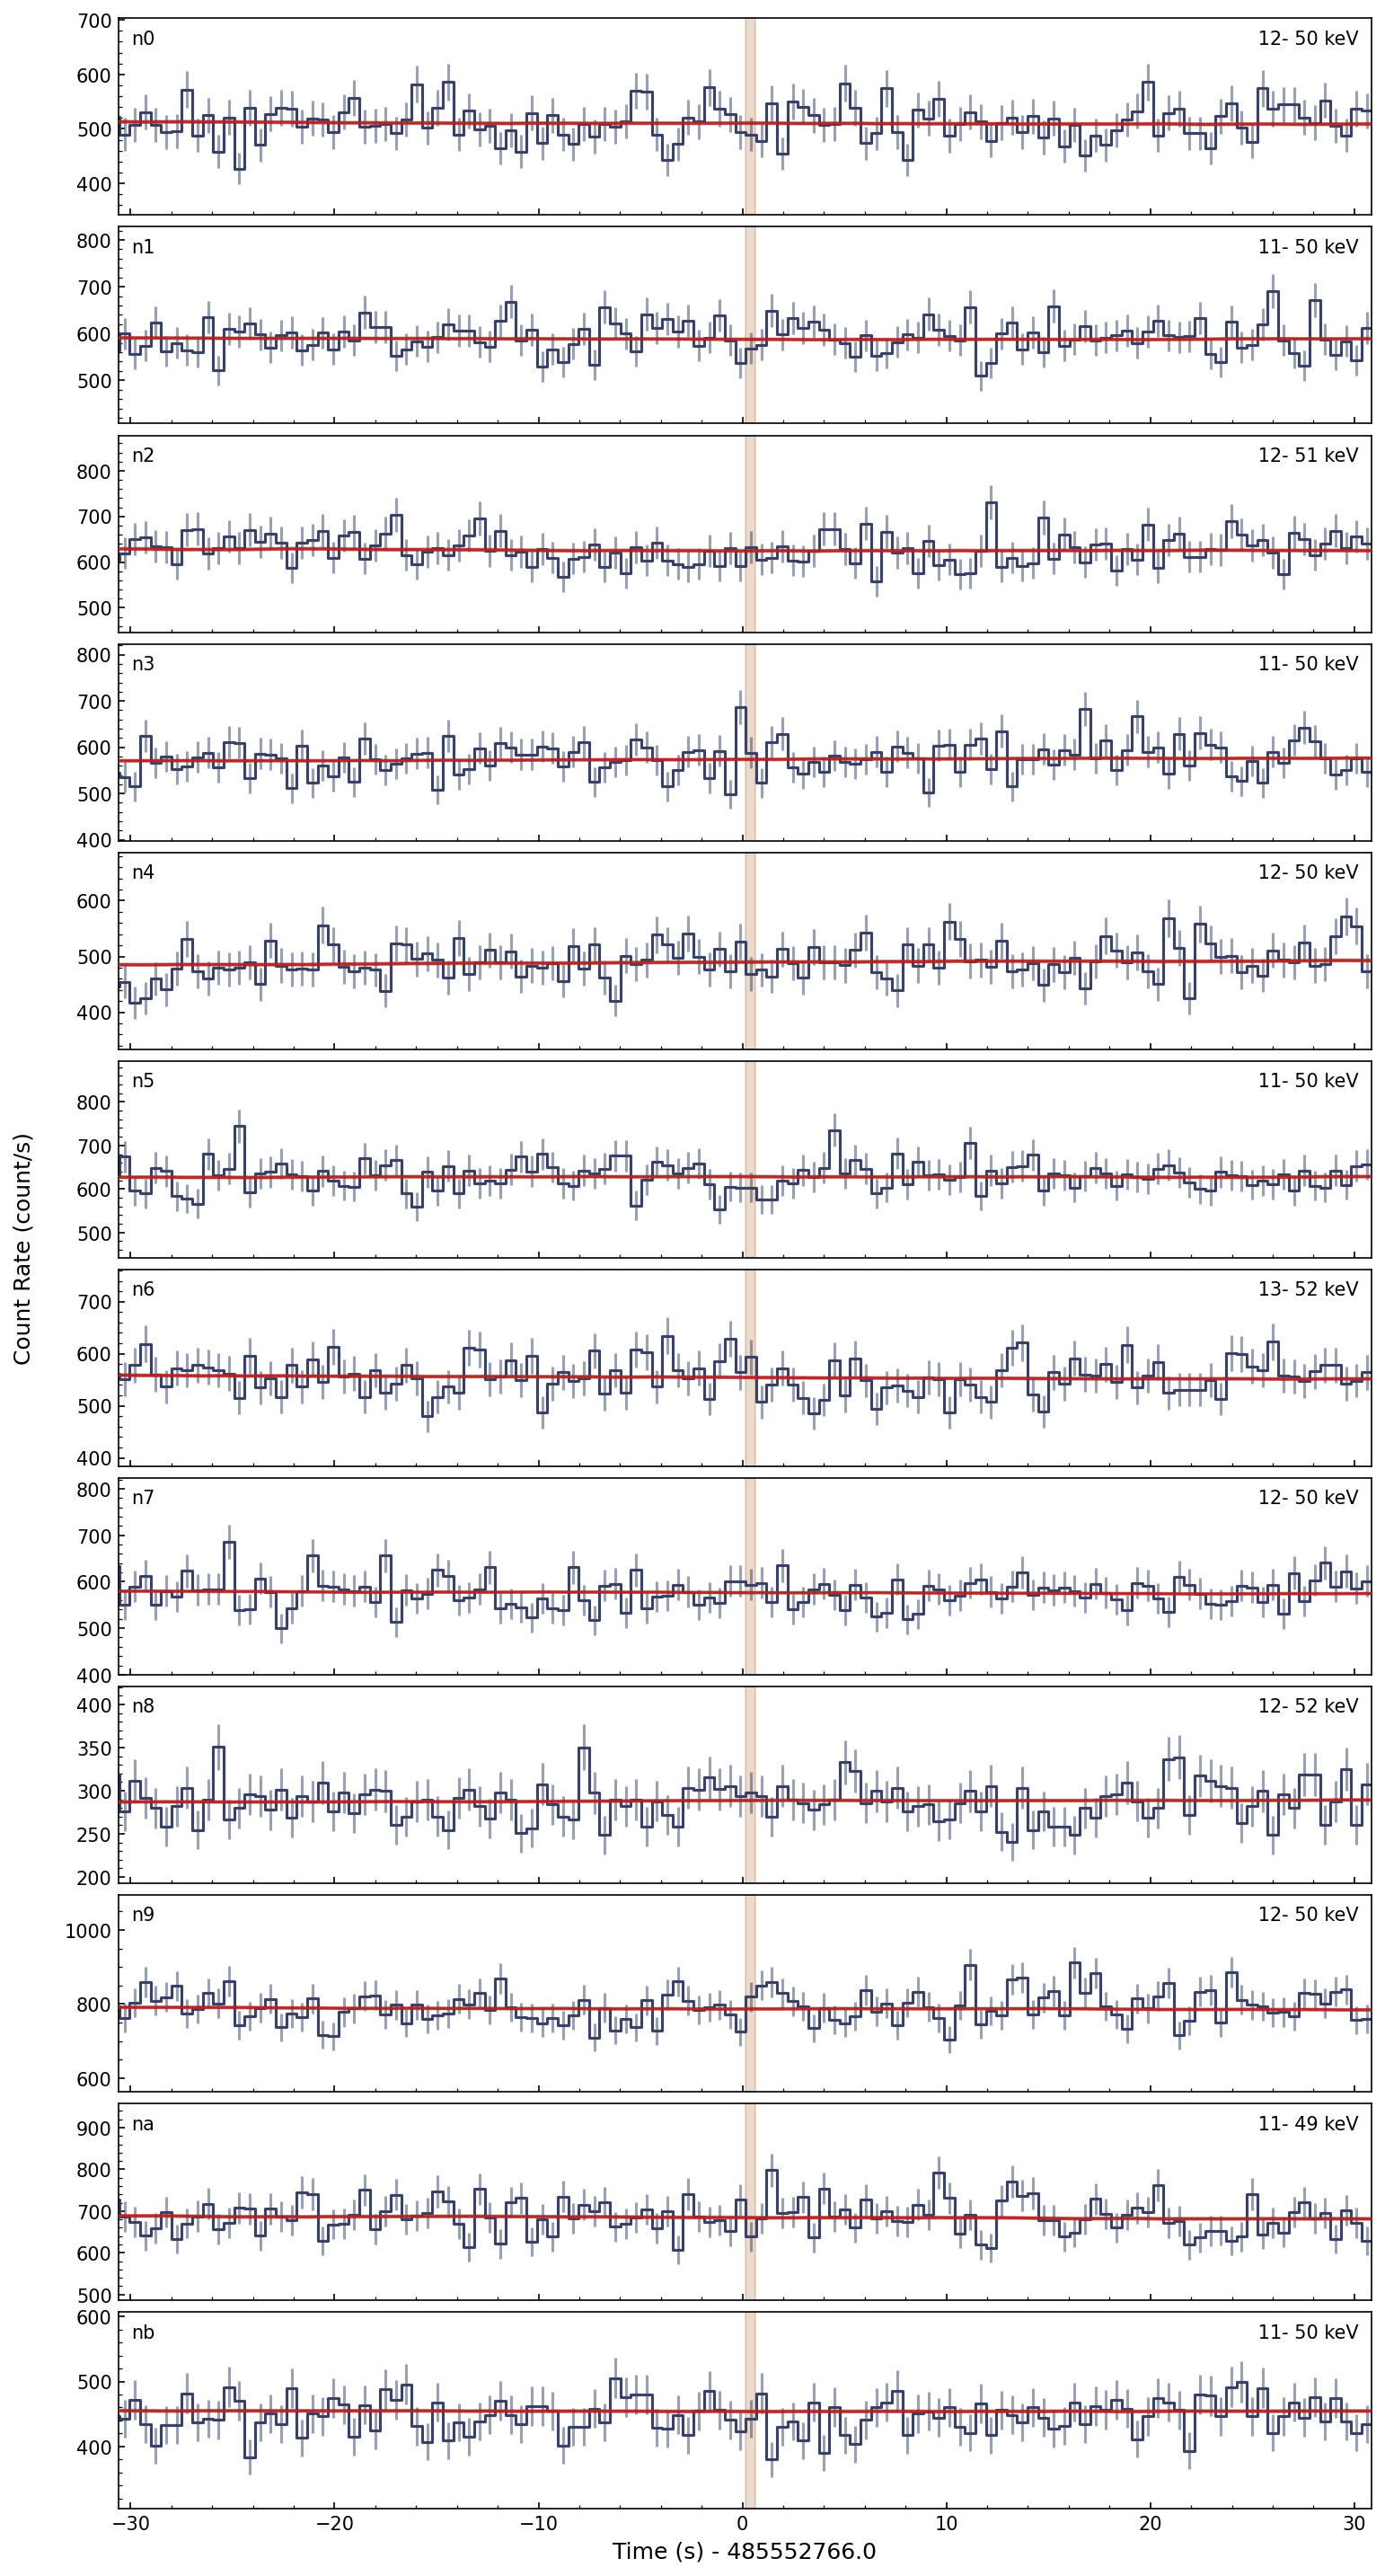 n0
12- 50 keV
700
600
500
400
n1
11- 50 keV
800
700
600
500
n2
12- 51 keV
800
700
600
500
n3
11- 50 keV
800
700
600
500
400
n4
12- 50 keV
600
500
400
n5
11- 50 keV
800
700
600
500
n6
13- 52 keV
700
600
500
400
n7
12- 50 keV
800
700
600
500
400
n8
12- 52 keV
400
350
300
250
200
n9
12- 50 keV
1000
800
600
na
11- 49 keV
900
800
700
600
500
nb
11- 50 keV
600
500
400
Count Rate (count/s)
−30 −20 −10 0 10 20 30
Time (s) - 485552766.0